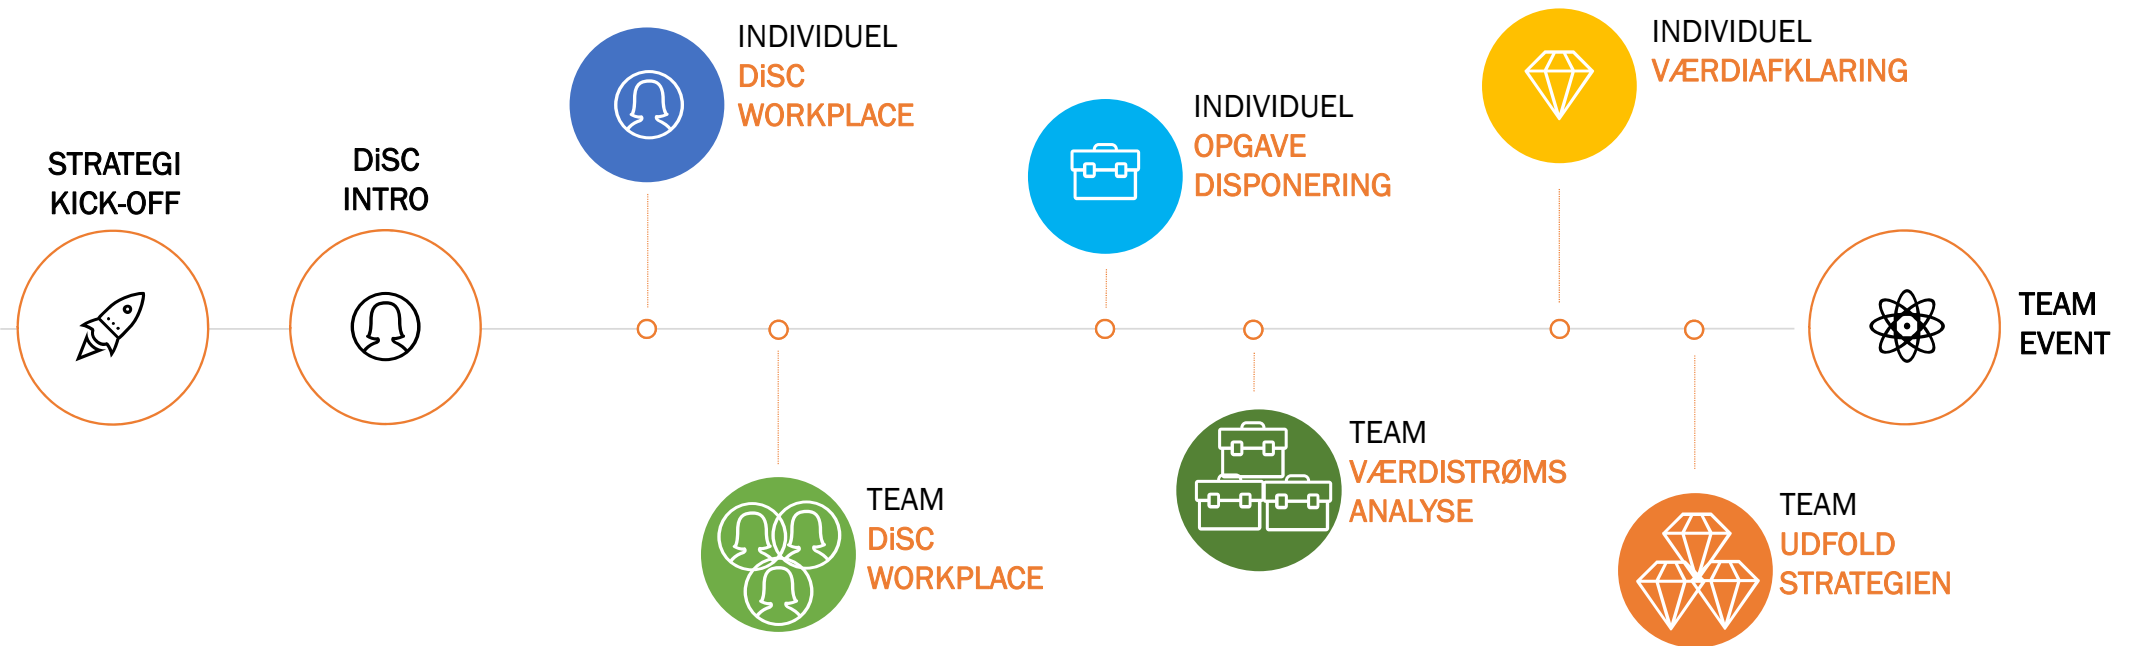 STRATEGI
KICK-OFF
DiSC
INTRO
INDIVIDUEL
DiSC
WORKPLACE
TEAM
DiSC
WORKPLACE
INDIVIDUEL
OPGAVE
DISPONERING
TEAM
VÆRDISTRØMS
ANALYSE
INDIVIDUEL
VÆRDIAFKLARING
TEAM
UDFOLD
STRATEGIEN
TEAM
EVENT